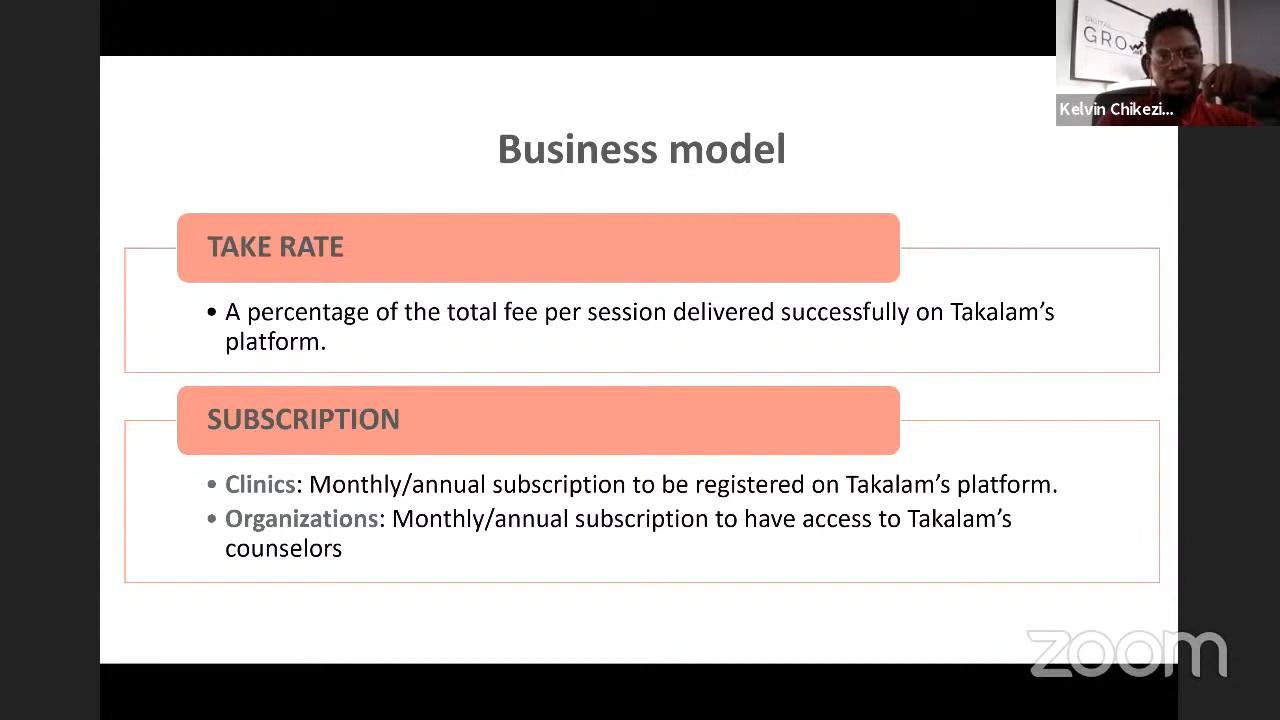 DIGITAL
GRO
Kelvin Chikezi...
Business model
TAKE RATE
• A percentage of the total fee per session delivered successfully on Takalam’s
platform.
SUBSCRIPTION
• Clinics: Monthly/annual subscription to be registered on Takalam’s platform.
• Organizations: Monthly/annual subscription to have access to Takalam’s
counselors
zoom